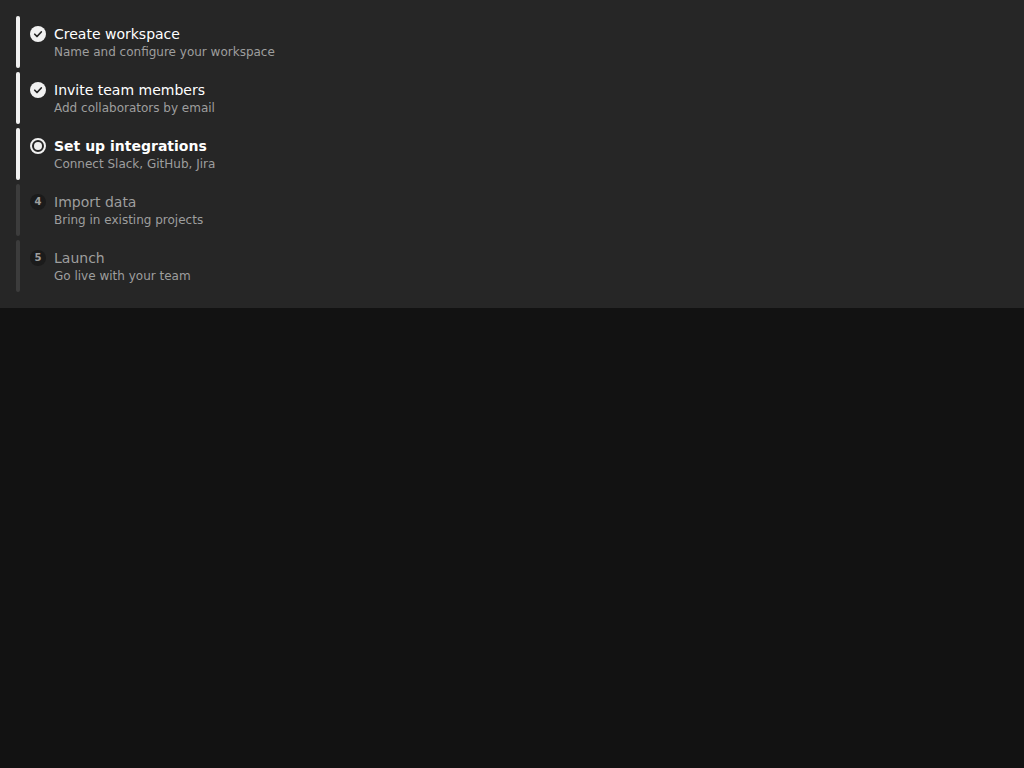 Create workspace
Name and configure your workspace
Invite team members
Add collaborators by email
Set up integrations
Connect Slack, GitHub, Jira
4 Import data
Bring in existing projects
5 Launch
Go live with your team